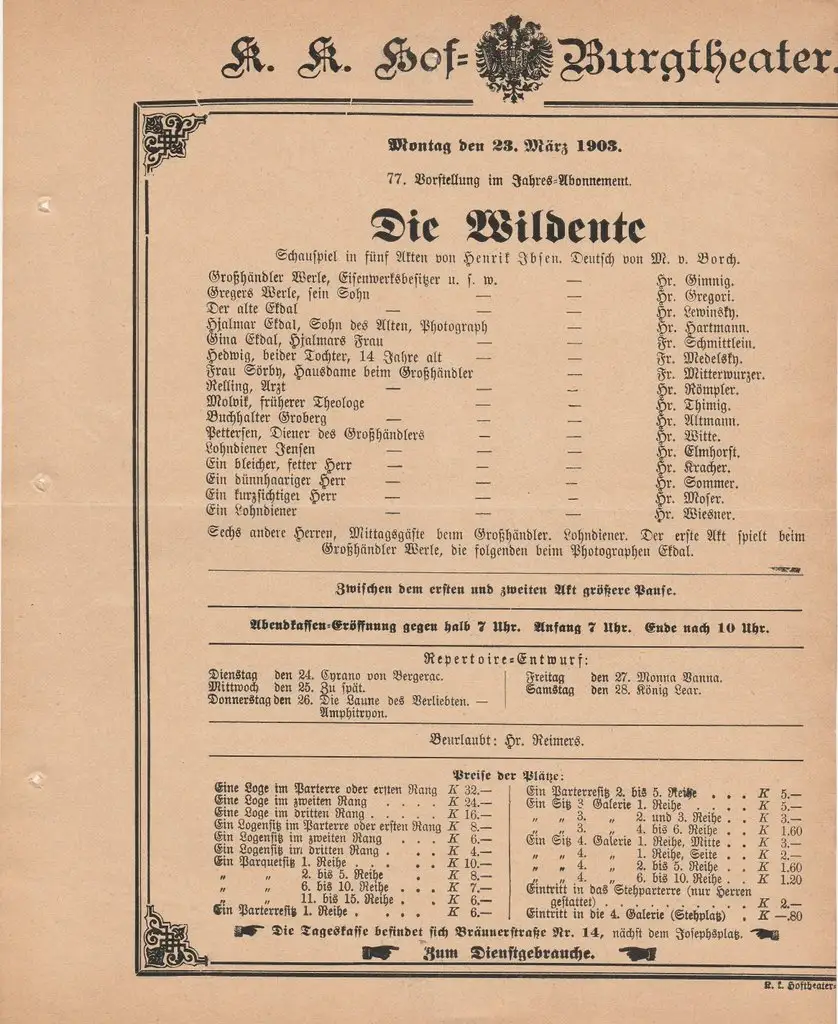 K. K. Hof=Burgtheater.
Montag den 23. März 1903.
77. Vorstellung im Jahres=Abonnement.
Die Wildente
Schauspiel in fünf Akten von Henrik Ibsen. Deutsch von M. v. Borch.
Großhändler Werle, Eisenwerksbesitzer u. s. w. — Hr. Gimnig.
Gregers Werle, sein Sohn — — Hr. Gregori.
Der alte Ekdal — — — Hr. Lewinsky.
Hjalmar Ekdal, Sohn des Alten, Photograph — Hr. Hartmann.
Gina Ekdal, Hjalmars Frau — — Fr. Schmittlein.
Hedwig, beider Tochter, 14 Jahre alt — — Fr. Medelsky.
Frau Sörby, Hausdame beim Großhändler — Fr. Mitterwurzer.
Relling, Arzt — — — Hr. Römpler.
Molvik, früherer Theologe — — Hr. Thimig.
Buchhalter Groberg — — — Hr. Altmann.
Pettersen, Diener des Großhändlers — — Hr. Witte.
Lohndiener Jensen — — — Hr. Elmhorst.
Ein bleicher, fetter Herr — — — Hr. Kracher.
Ein dünnhaariger Herr — — — Hr. Sommer.
Ein kurzsichtiger Herr — — — Hr. Moser.
Ein Lohndiener — — — Hr. Wiesner.
Sechs andere Herren, Mittagsgäste beim Großhändler. Lohndiener. Der erste Akt spielt beim
Großhändler Werle, die folgenden beim Photographen Ekdal.
Zwischen dem ersten und zweiten Akt größere Pause.
Abendkassen=Eröffnung gegen halb 7 Uhr. Anfang 7 Uhr. Ende nach 10 Uhr.
Repertoire=Entwurf:
Dienstag den 24. Cyrano von Bergerac.
Mittwoch den 25. Zu spät.
Donnerstag den 26. Die Laune des Verliebten. —
Amphitryon.
Freitag den 27. Monna Vanna.
Samstag den 28. König Lear.
Beurlaubt: Hr. Reimers.
Preise der Plätze:
Eine Loge im Parterre oder ersten Rang K 32.—
Eine Loge im zweiten Rang . . . . K 24.—
Eine Loge im dritten Rang . . . . . K 16.—
Ein Logensitz im Parterre oder ersten Rang K 8.—
Ein Logensitz im zweiten Rang . . . K 6.—
Ein Logensitz im dritten Rang . . . K 4.—
Ein Parquetsitz 1. Reihe . . . . K 10.—
„ „ 2. bis 5. Reihe . . . K 8.—
„ „ 6. bis 10. Reihe . . . K 7.—
„ „ 11. bis 15. Reihe . . K 6.—
Ein Parterresitz 1. Reihe . . . . . K 6.—
Ein Parterresitz 2. bis 5. Reihe . . . K 5.—
Ein Sitz 3 Galerie 1. Reihe . . . . K 5.—
„ „ 3. „ 2. und 3. Reihe . . K 3.—
„ „ 3. „ 4. bis 6. Reihe . . K 1.60
Ein Sitz 4. Galerie 1. Reihe, Mitte . . K 3.—
„ „ 4. „ 1. Reihe, Seite . . K 2.—
„ „ 4. „ 2. bis 5. Reihe . . K 1.60
„ „ 4. „ 6. bis 10. Reihe . . K 1.20
Eintritt in das Stehparterre (nur Herren
gestattet) . . . . . . . . . . K 2.—
Eintritt in die 4. Galerie (Stehplatz) . K —.80
Die Tageskasse befindet sich Bräunerstraße Nr. 14, nächst dem Josephsplatz.
Zum Dienstgebrauche.
K. k. Hoftheater=